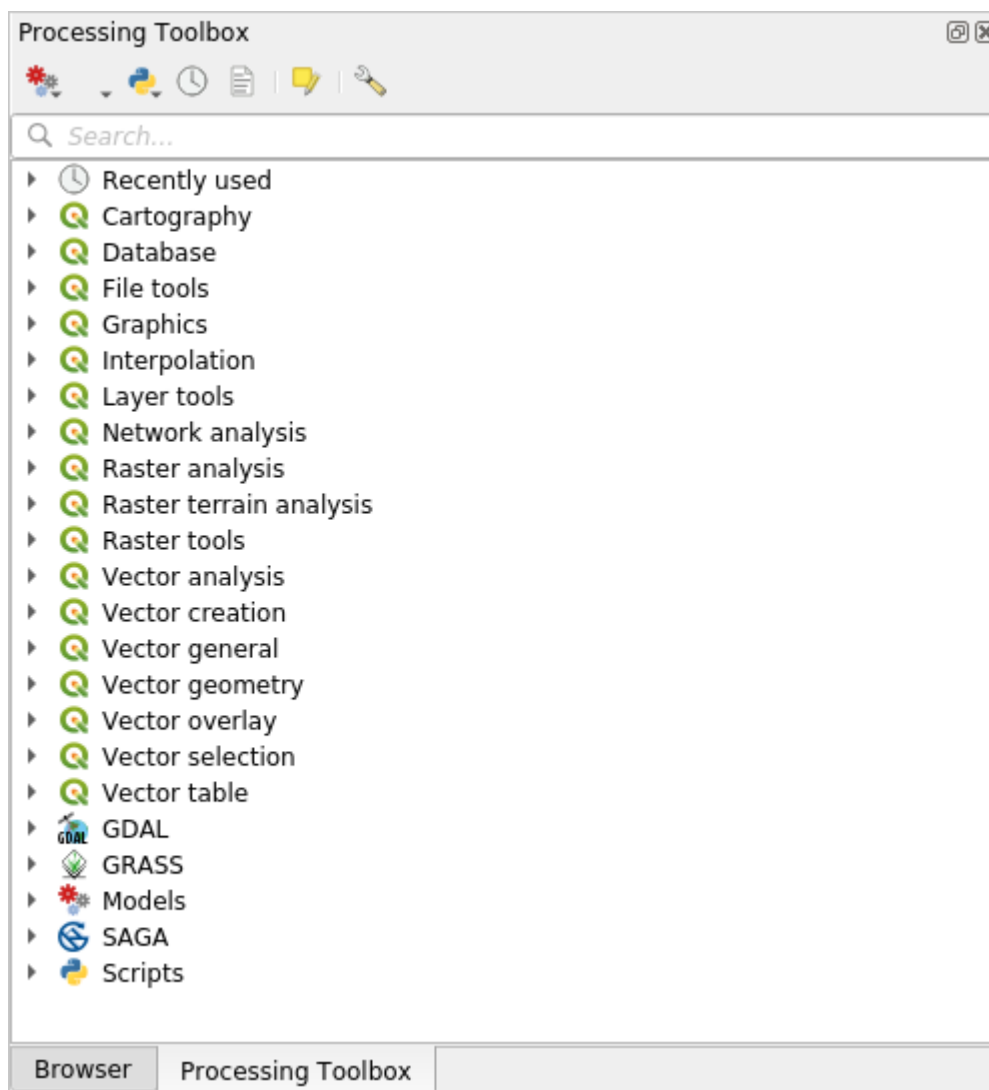 Processing Toolbox
Search...
Recently used
Cartography
Database
File tools
Graphics
Interpolation
Layer tools
Network analysis
Raster analysis
Raster terrain analysis
Raster tools
Vector analysis
Vector creation
Vector general
Vector geometry
Vector overlay
Vector selection
Vector table
GDAL GDAL
GRASS
Models
SAGA
Scripts
Browser Processing Toolbox